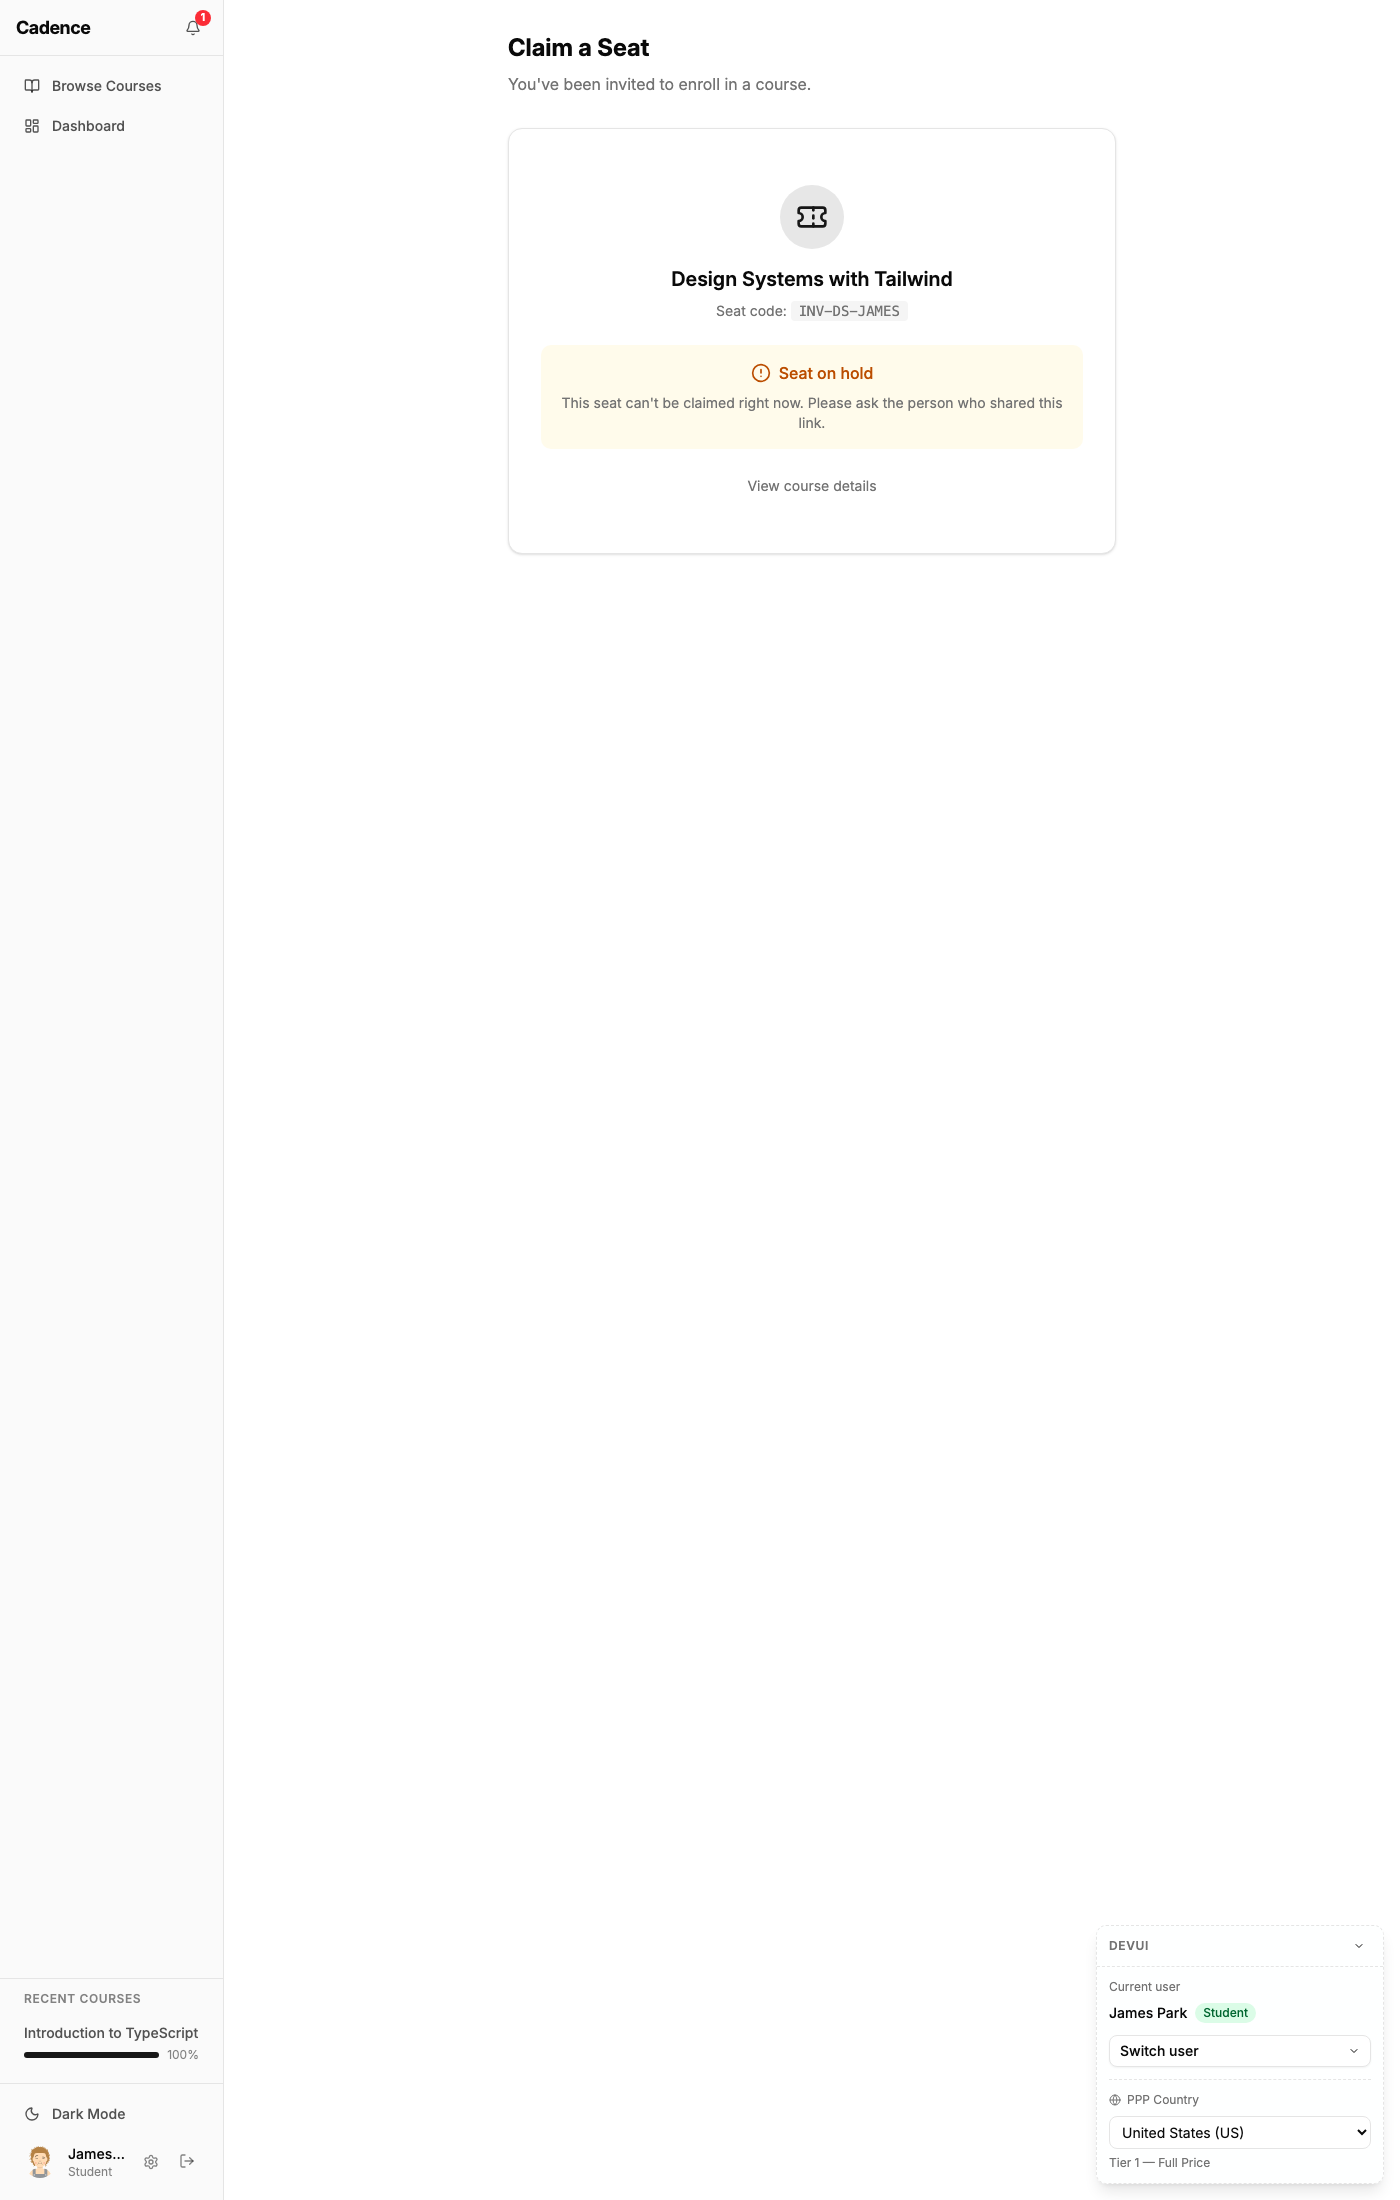 Cadence
1
Browse Courses
Dashboard
Claim a Seat
You've been invited to enroll in a course.
Design Systems with Tailwind
Seat code: INV-DS-JAMES
Seat on hold
This seat can't be claimed right now. Please ask the person who shared this
link.
View course details
RECENT COURSES
Introduction to TypeScript
100%
Dark Mode
James...
Student
DEVUI
Current user
James Park Student
Switch user
PPP Country
United States (US)
Tier 1 — Full Price